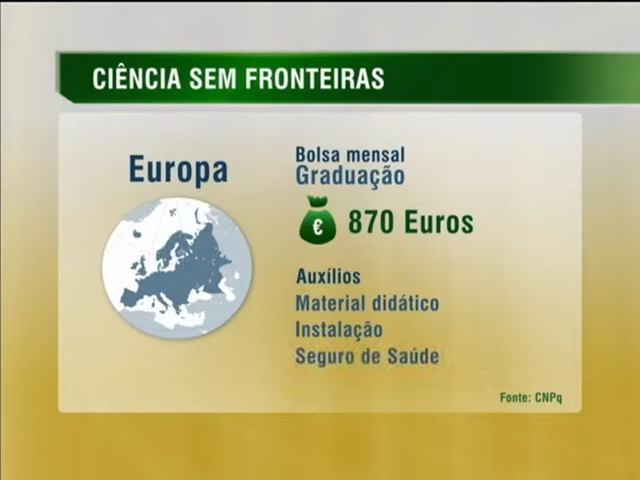 CIÊNCIA SEM FRONTEIRAS
Europa
Bolsa mensal
Graduação
€ 870 Euros
Auxílios
Material didático
Instalação
Seguro de Saúde
Fonte: CNPq